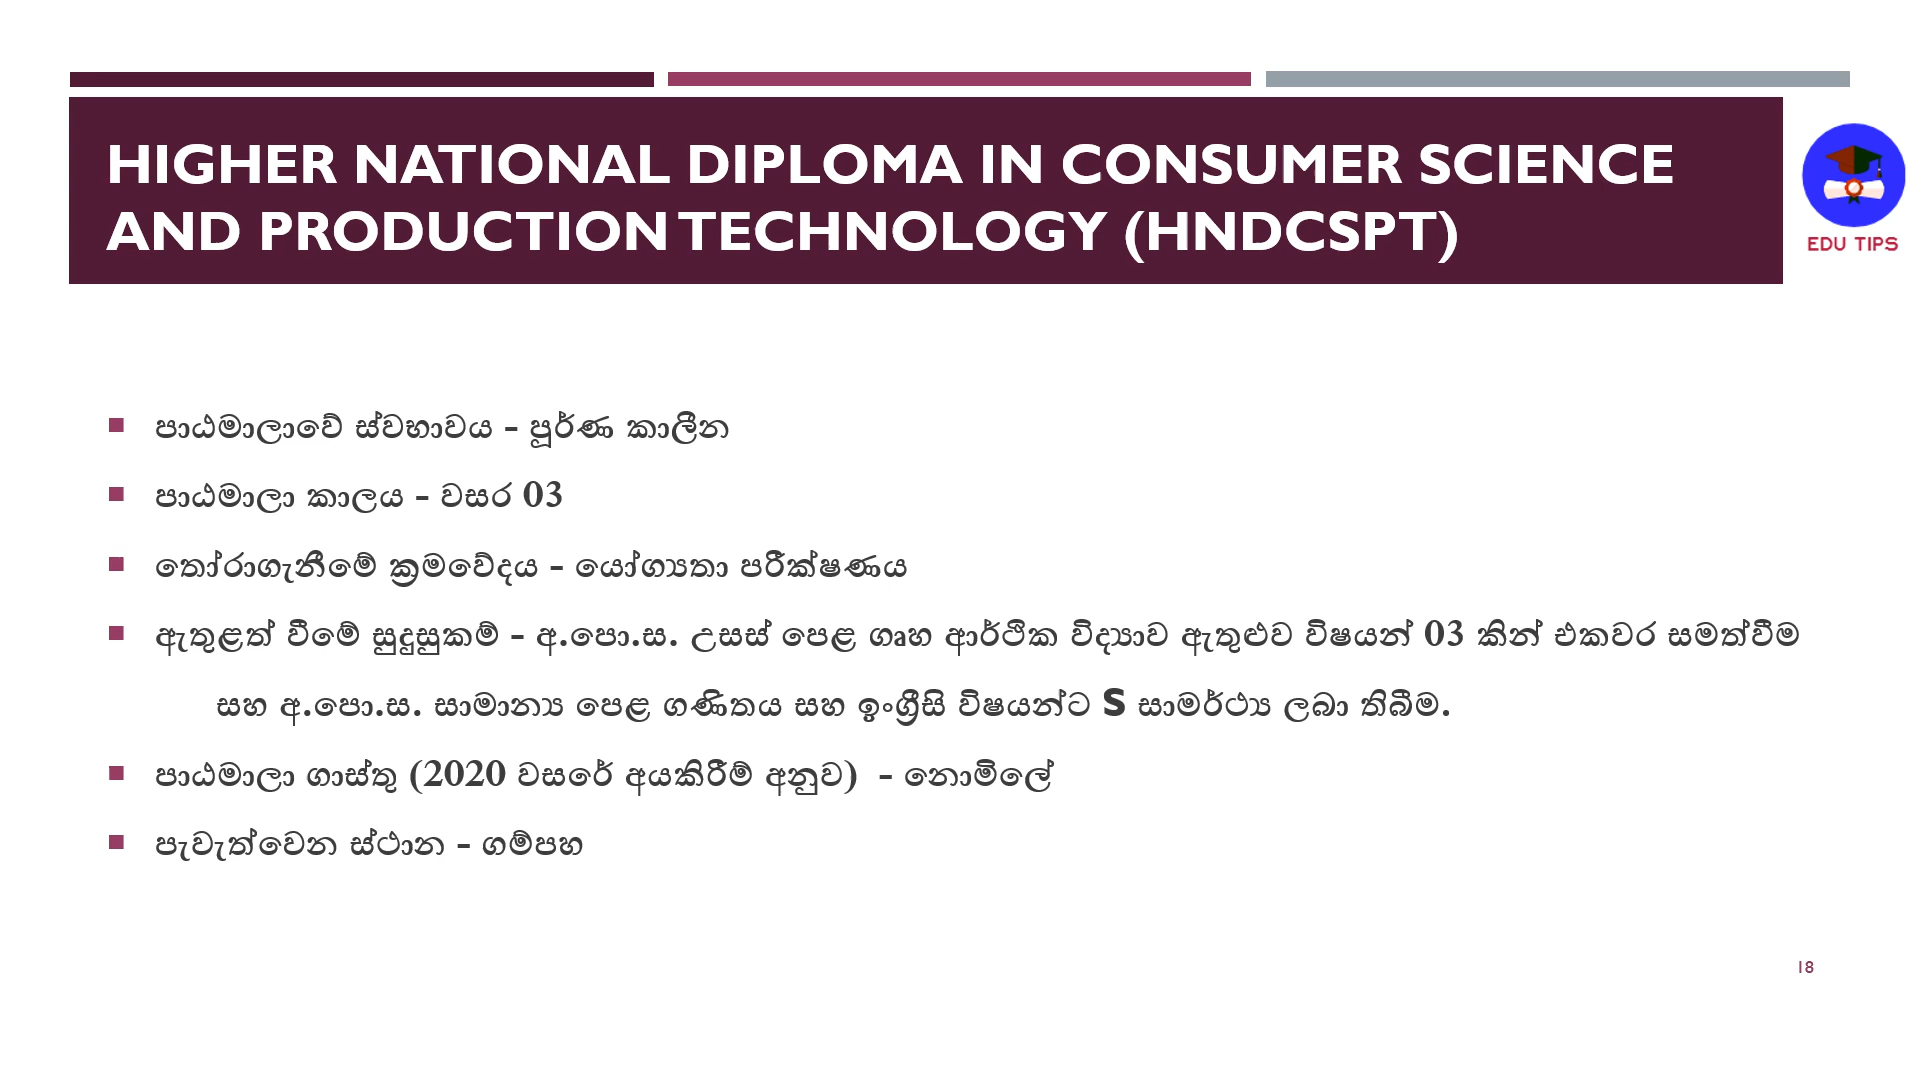 HIGHER NATIONAL DIPLOMA IN CONSUMER SCIENCE
AND PRODUCTION TECHNOLOGY (HNDCSPT)
EDU TIPS
පාඨමාලාවේ ස්වභාවය - පූර්ණ කාලීන
පාඨමාලා කාලය - වසර 03
තෝරාගැනීමේ ක්‍රමවේදය - යෝග්‍යතා පරීක්ෂණය
ඇතුළත් වීමේ සුදුසුකම් - අ.පො.ස. උසස් පෙළ ගෘහ ආර්ථික විද්‍යාව ඇතුළුව විෂයන් 03 කින් එකවර සමත්වීම
සහ අ.පො.ස. සාමාන්‍ය පෙළ ගණිතය සහ ඉංග්‍රීසි විෂයන්ට S සාමර්ථ්‍ය ලබා තිබීම.
පාඨමාලා ගාස්තු (2020 වසරේ අයකිරීම් අනුව) - නොමිලේ
පැවැත්වෙන ස්ථාන - ගම්පහ
18